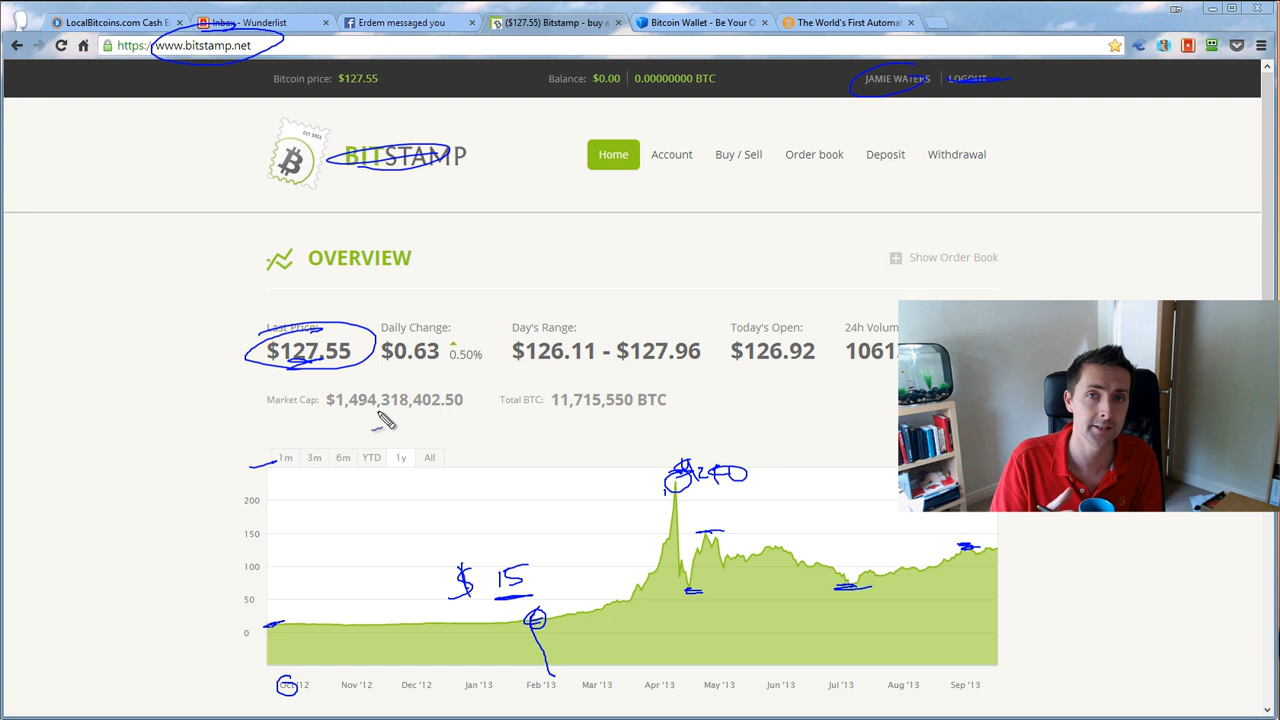 LocalBitcoins.com Cash E
Inbox - Wunderlist
Erdem messaged you
($127.55) Bitstamp - buy a
Bitcoin Wallet - Be Your O
The World's First Automat
https://www.bitstamp.net
Bitcoin price: $127.55
Balance: $0.00
0.00000000 BTC
JAMIE WATERS
LOGOUT
EST 2011
BITSTAMP
Home
Account
Buy / Sell
Order book
Deposit
Withdrawal
OVERVIEW
Show Order Book
Last Price:
Daily Change:
Day's Range:
Today's Open:
24h Volum
$127.55
$0.63
0.50%
$126.11 - $127.96
$126.92
1061
Market Cap: $1,494,318,402.50
Total BTC: 11,715,550 BTC
1m
3m
6m
YTD
1y
All
240
200
150
100
$ 15
50
0
Oct '12
Nov '12
Dec '12
Jan '13
Feb '13
Mar '13
Apr '13
May '13
Jun '13
Jul '13
Aug '13
Sep '13